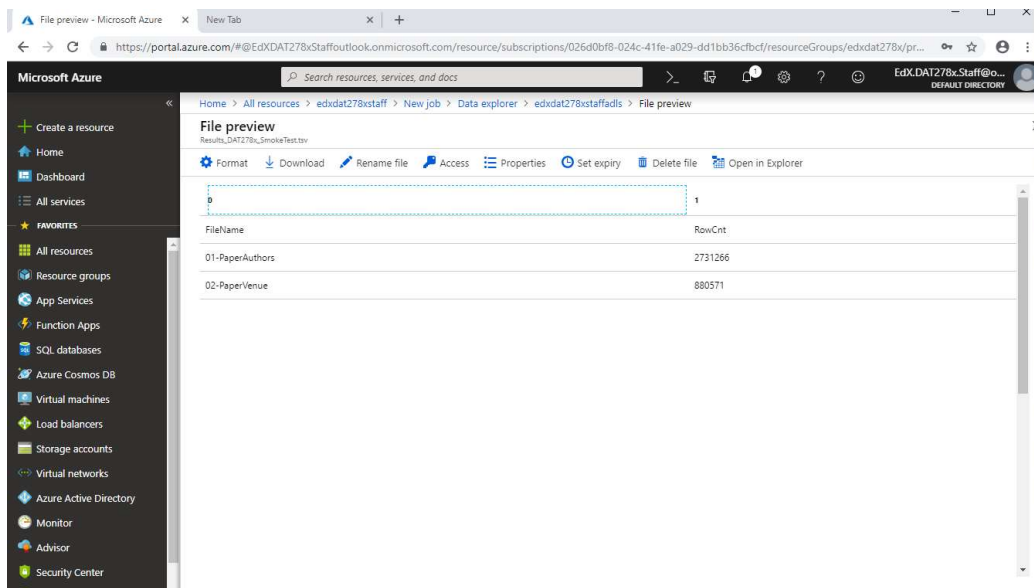 File preview - Microsoft Azure
New Tab
https://portal.azure.com/#@EdXDAT278xStaffoutlook.onmicrosoft.com/resource/subscriptions/026d0bf8-024c-41fe-a029-dd1bb36cfbcf/resourceGroups/edxdat278x/pr...
Microsoft Azure
Search resources, services, and docs
1
EdX.DAT278x.Staff@o...
DEFAULT DIRECTORY
Home > All resources > edxdat278xstaff > New job > Data explorer > edxdat278xstaffadls > File preview
File preview
Results_DAT278x_SmokeTest.tsv
Format Download Rename file Access Properties Set expiry Delete file Open in Explorer
0 1
FileName RowCnt
01-PaperAuthors 2731266
02-PaperVenue 880571
Create a resource
Home
Dashboard
All services
FAVORITES
All resources
Resource groups
App Services
Function Apps
SQL databases
Azure Cosmos DB
Virtual machines
Load balancers
Storage accounts
Virtual networks
Azure Active Directory
Monitor
Advisor
Security Center